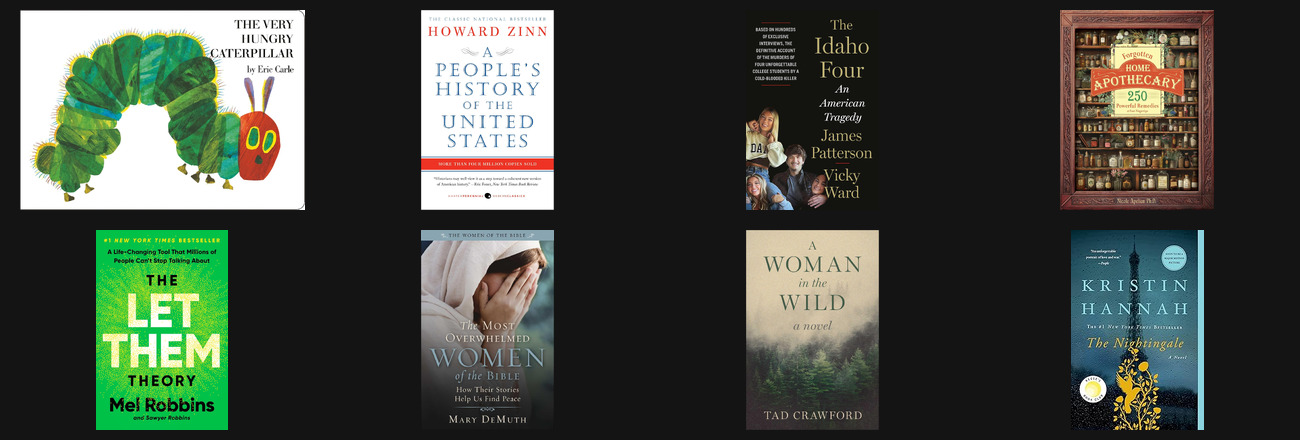 THE VERY
HUNGRY
CATERPILLAR
by Eric Carle
THE CLASSIC NATIONAL BESTSELLER
HOWARD ZINN
A
PEOPLE'S
HISTORY
OF THE
UNITED
STATES
MORE THAN FOUR MILLION COPIES SOLD
BASED ON HUNDREDS
OF EXCLUSIVE
INTERVIEWS, THE
DEFINITIVE ACCOUNT
OF THE MURDERS OF
FOUR UNFORGETTABLE
COLLEGE STUDENTS BY A
COLD-BLOODED KILLER
The
Idaho
Four
An
American
Tragedy
James
Patterson
Vicky
Ward
Forgotten
HOME
APOTHECARY
250
Powerful Remedies
#1 NEW YORK TIMES BESTSELLER
A Life-Changing Tool That Millions of
People Can't Stop Talking About
THE
LET
THEM
THEORY
Mel Robbins
and Sawyer Robbins
THE WOMEN OF THE BIBLE
The MOST
OVERWHELMED
WOMEN
of the BIBLE
How Their Stories
Help Us Find Peace
MARY DEMUTH
A
WOMAN
in the
WILD
a novel
TAD CRAWFORD
KRISTIN
HANNAH
The #1 New York Times Bestseller
The Nightingale
A Novel